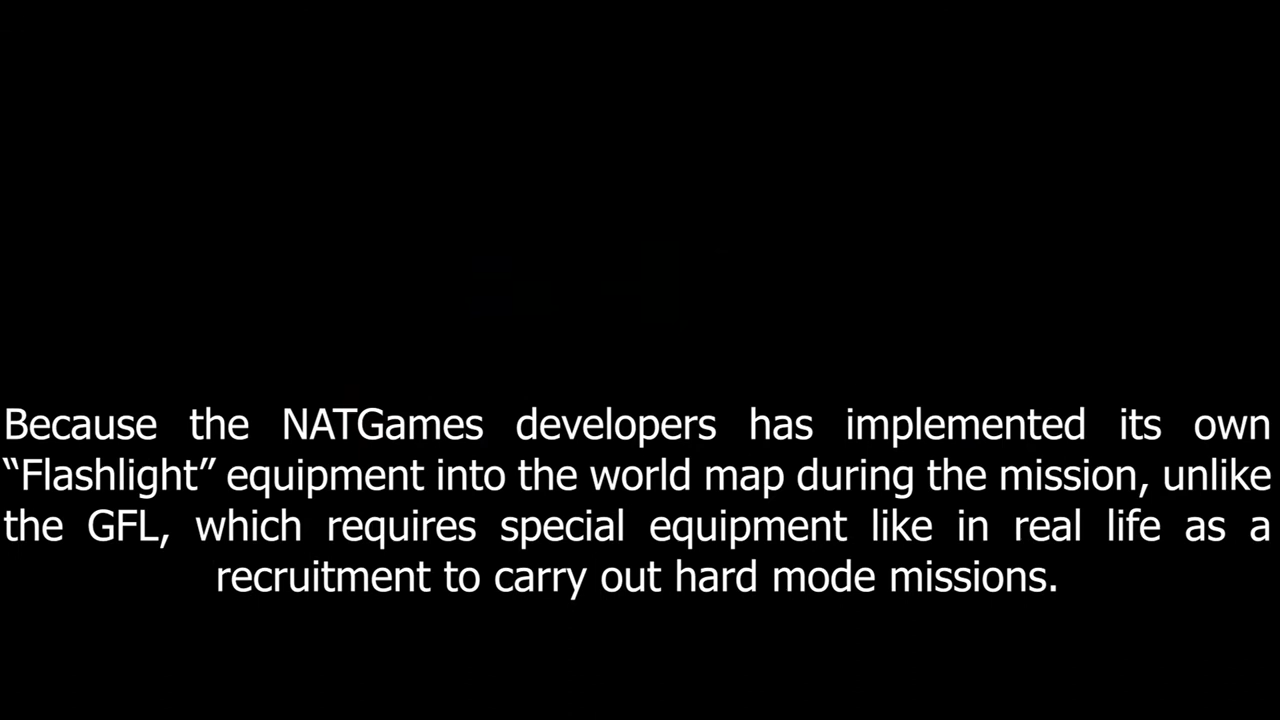 Because the NATGames developers has implemented its own
“Flashlight” equipment into the world map during the mission, unlike
the GFL, which requires special equipment like in real life as a
recruitment to carry out hard mode missions.